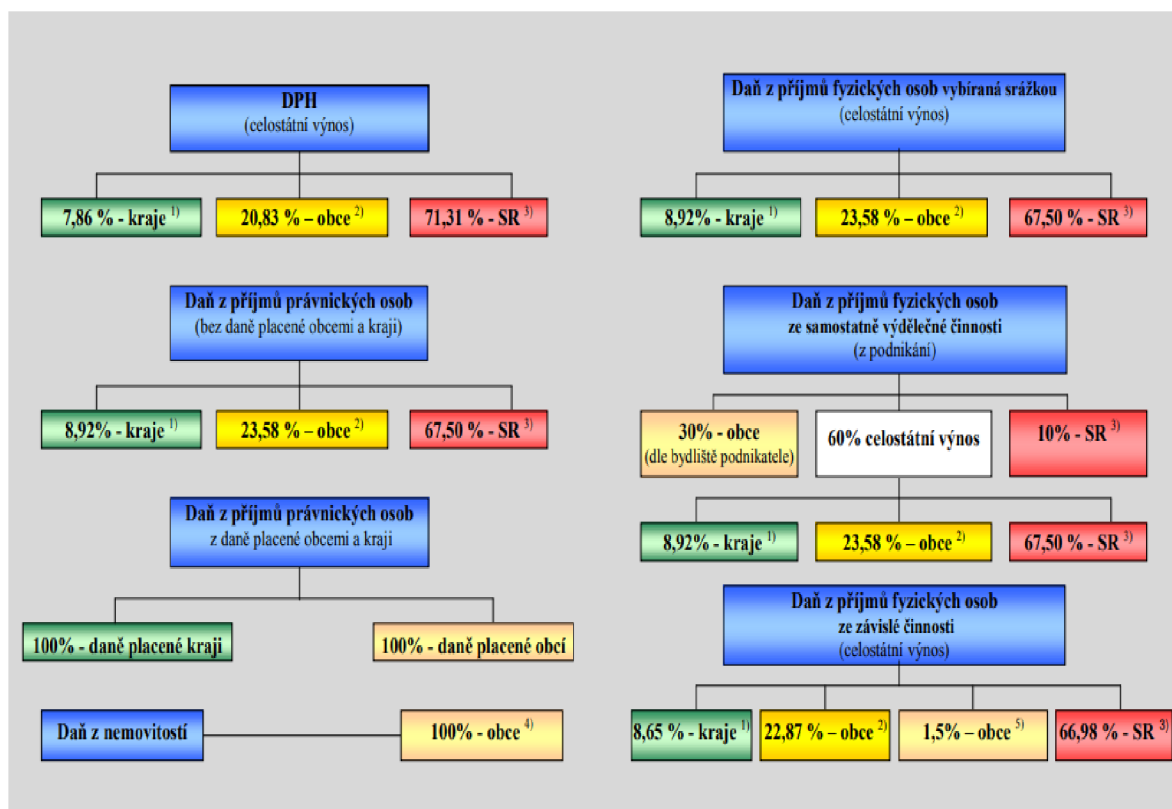 DPH
(celostátní výnos)
7,86 % - kraje 1)
20,83 % – obce 2)
71,31 % - SR 3)
Daň z příjmů právnických osob
(bez daně placené obcemi a kraji)
8,92% - kraje 1)
23,58 % – obce 2)
67,50 % - SR 3)
Daň z příjmů právnických osob
z daně placené obcemi a kraji
100% - daně placené kraji
100% - daně placené obcí
Daň z nemovitostí
100% - obce 4)
Daň z příjmů fyzických osob vybíraná srážkou
(celostátní výnos)
8,92% - kraje 1)
23,58 % – obce 2)
67,50 % - SR 3)
Daň z příjmů fyzických osob
ze samostatně výdělečné činnosti
(z podnikání)
30% - obce
(dle bydliště podnikatele)
60% celostátní výnos
10% - SR 3)
8,92% - kraje 1)
23,58 % – obce 2)
67,50 % - SR 3)
Daň z příjmů fyzických osob
ze závislé činnosti
(celostátní výnos)
8,65 % - kraje 1)
22,87 % – obce 2)
1,5% – obce 5)
66,98 % - SR 3)